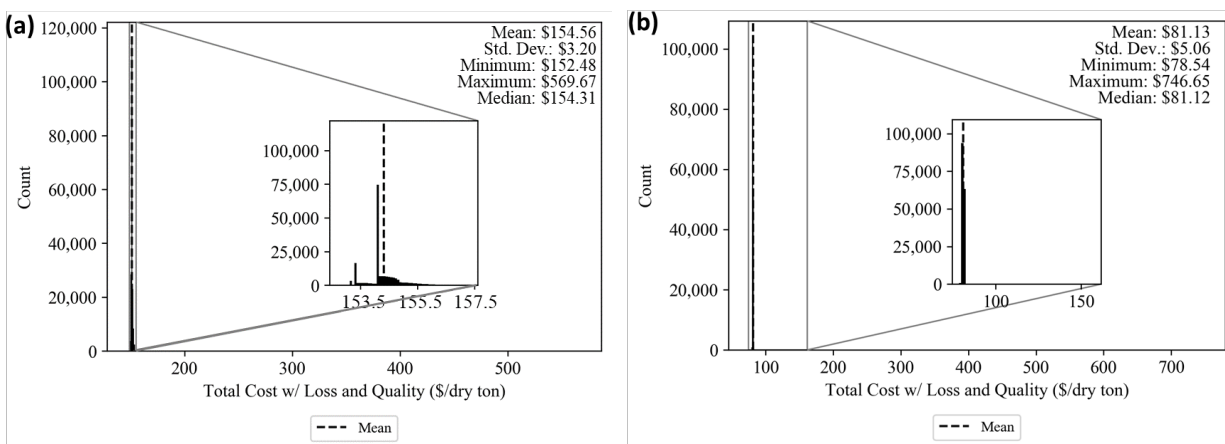 (a)
Mean: $154.56
Std. Dev.: $3.20
Minimum: $152.48
Maximum: $569.67
Median: $154.31
120,000
100,000
80,000
60,000
40,000
20,000
0
Count
100,000
75,000
50,000
25,000
0
153.5 155.5 157.5
200 300 400 500
Total Cost w/ Loss and Quality ($/dry ton)
Mean
(b)
Mean: $81.13
Std. Dev.: $5.06
Minimum: $78.54
Maximum: $746.65
Median: $81.12
100,000
80,000
60,000
40,000
20,000
0
Count
100,000
75,000
50,000
25,000
0
100 150
100 200 300 400 500 600 700
Total Cost w/ Loss and Quality ($/dry ton)
Mean